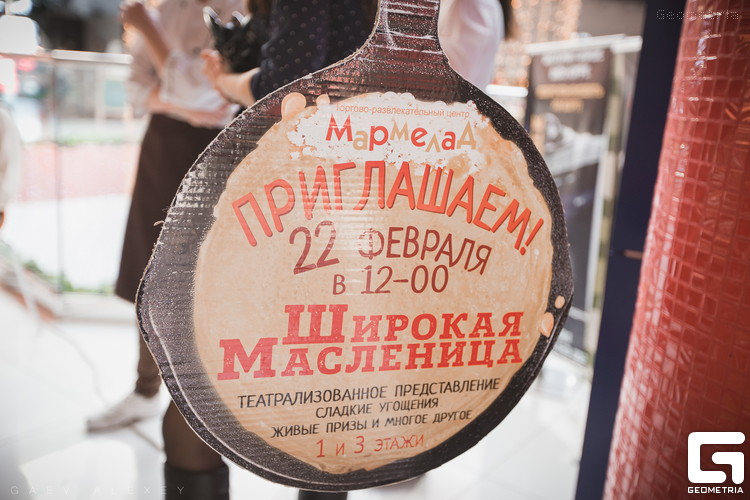 Geometria
Торгово-развлекательный центр
Мармелад
ПРИГЛАШАЕМ!
22 ФЕВРАЛЯ
в 12-00
Широкая
Масленица
ТЕАТРАЛИЗОВАННОЕ ПРЕДСТАВЛЕНИЕ
СЛАДКИЕ УГОЩЕНИЯ
ЖИВЫЕ ПРИЗЫ И МНОГОЕ ДРУГОЕ
1 и 3 ЭТАЖИ
GEOMETRIA